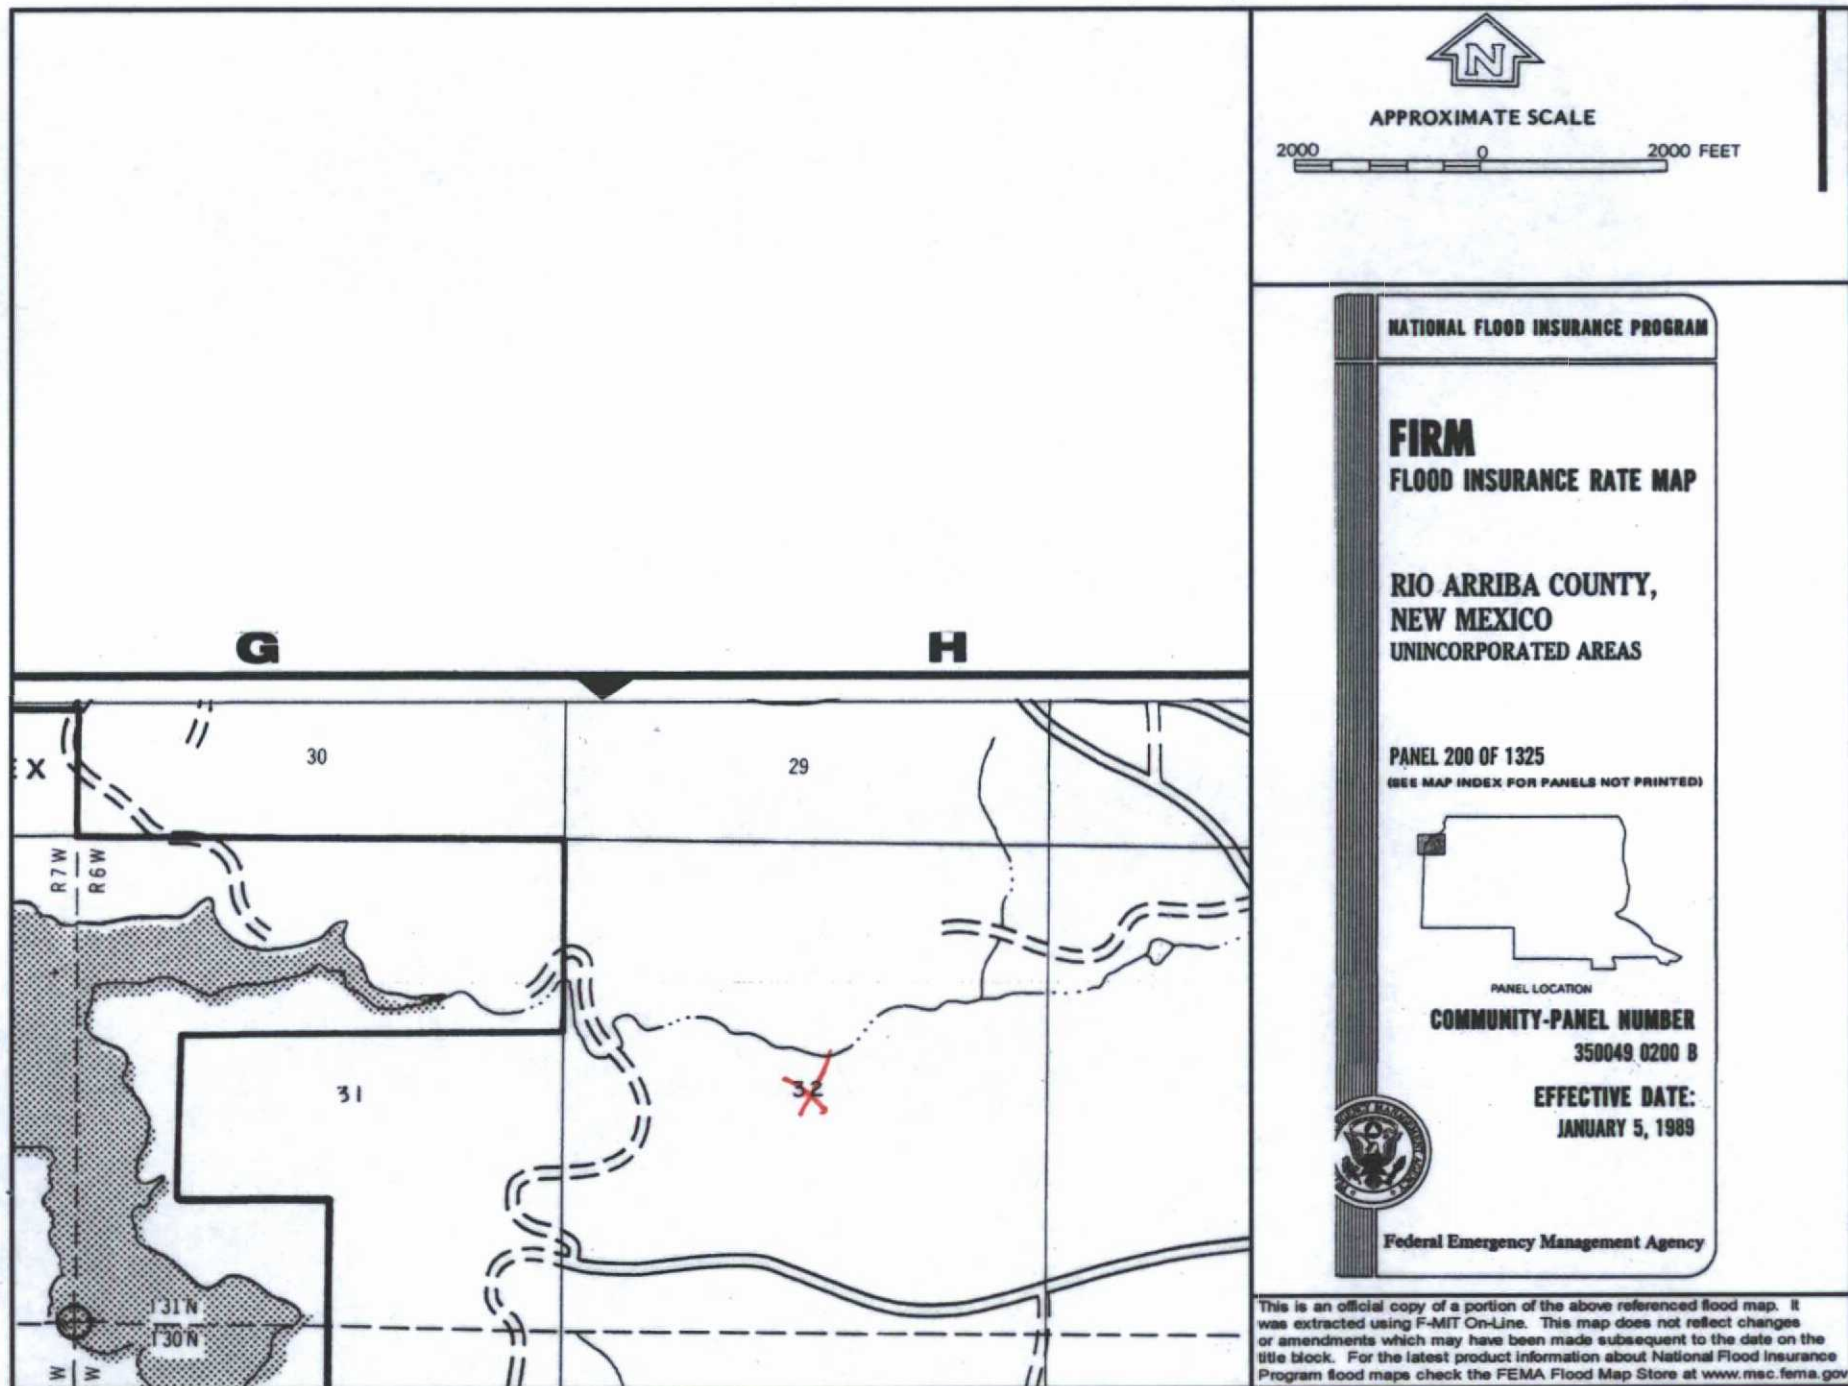 N
APPROXIMATE SCALE
2000 0 2000 FEET
NATIONAL FLOOD INSURANCE PROGRAM
FIRM
FLOOD INSURANCE RATE MAP
RIO ARRIBA COUNTY,
NEW MEXICO
UNINCORPORATED AREAS
PANEL 200 OF 1325
(SEE MAP INDEX FOR PANELS NOT PRINTED)
PANEL LOCATION
COMMUNITY-PANEL NUMBER
350049 0200 B
EFFECTIVE DATE:
JANUARY 5, 1989
Federal Emergency Management Agency
This is an official copy of a portion of the above referenced flood map. It
was extracted using F-MIT On-Line. This map does not reflect changes
or amendments which may have been made subsequent to the date on the
title block. For the latest product information about National Flood Insurance
Program flood maps check the FEMA Flood Map Store at www.msc.fema.gov
G H
30
29
X
R7W
R6W
31
32
T31N
T30N
W
W